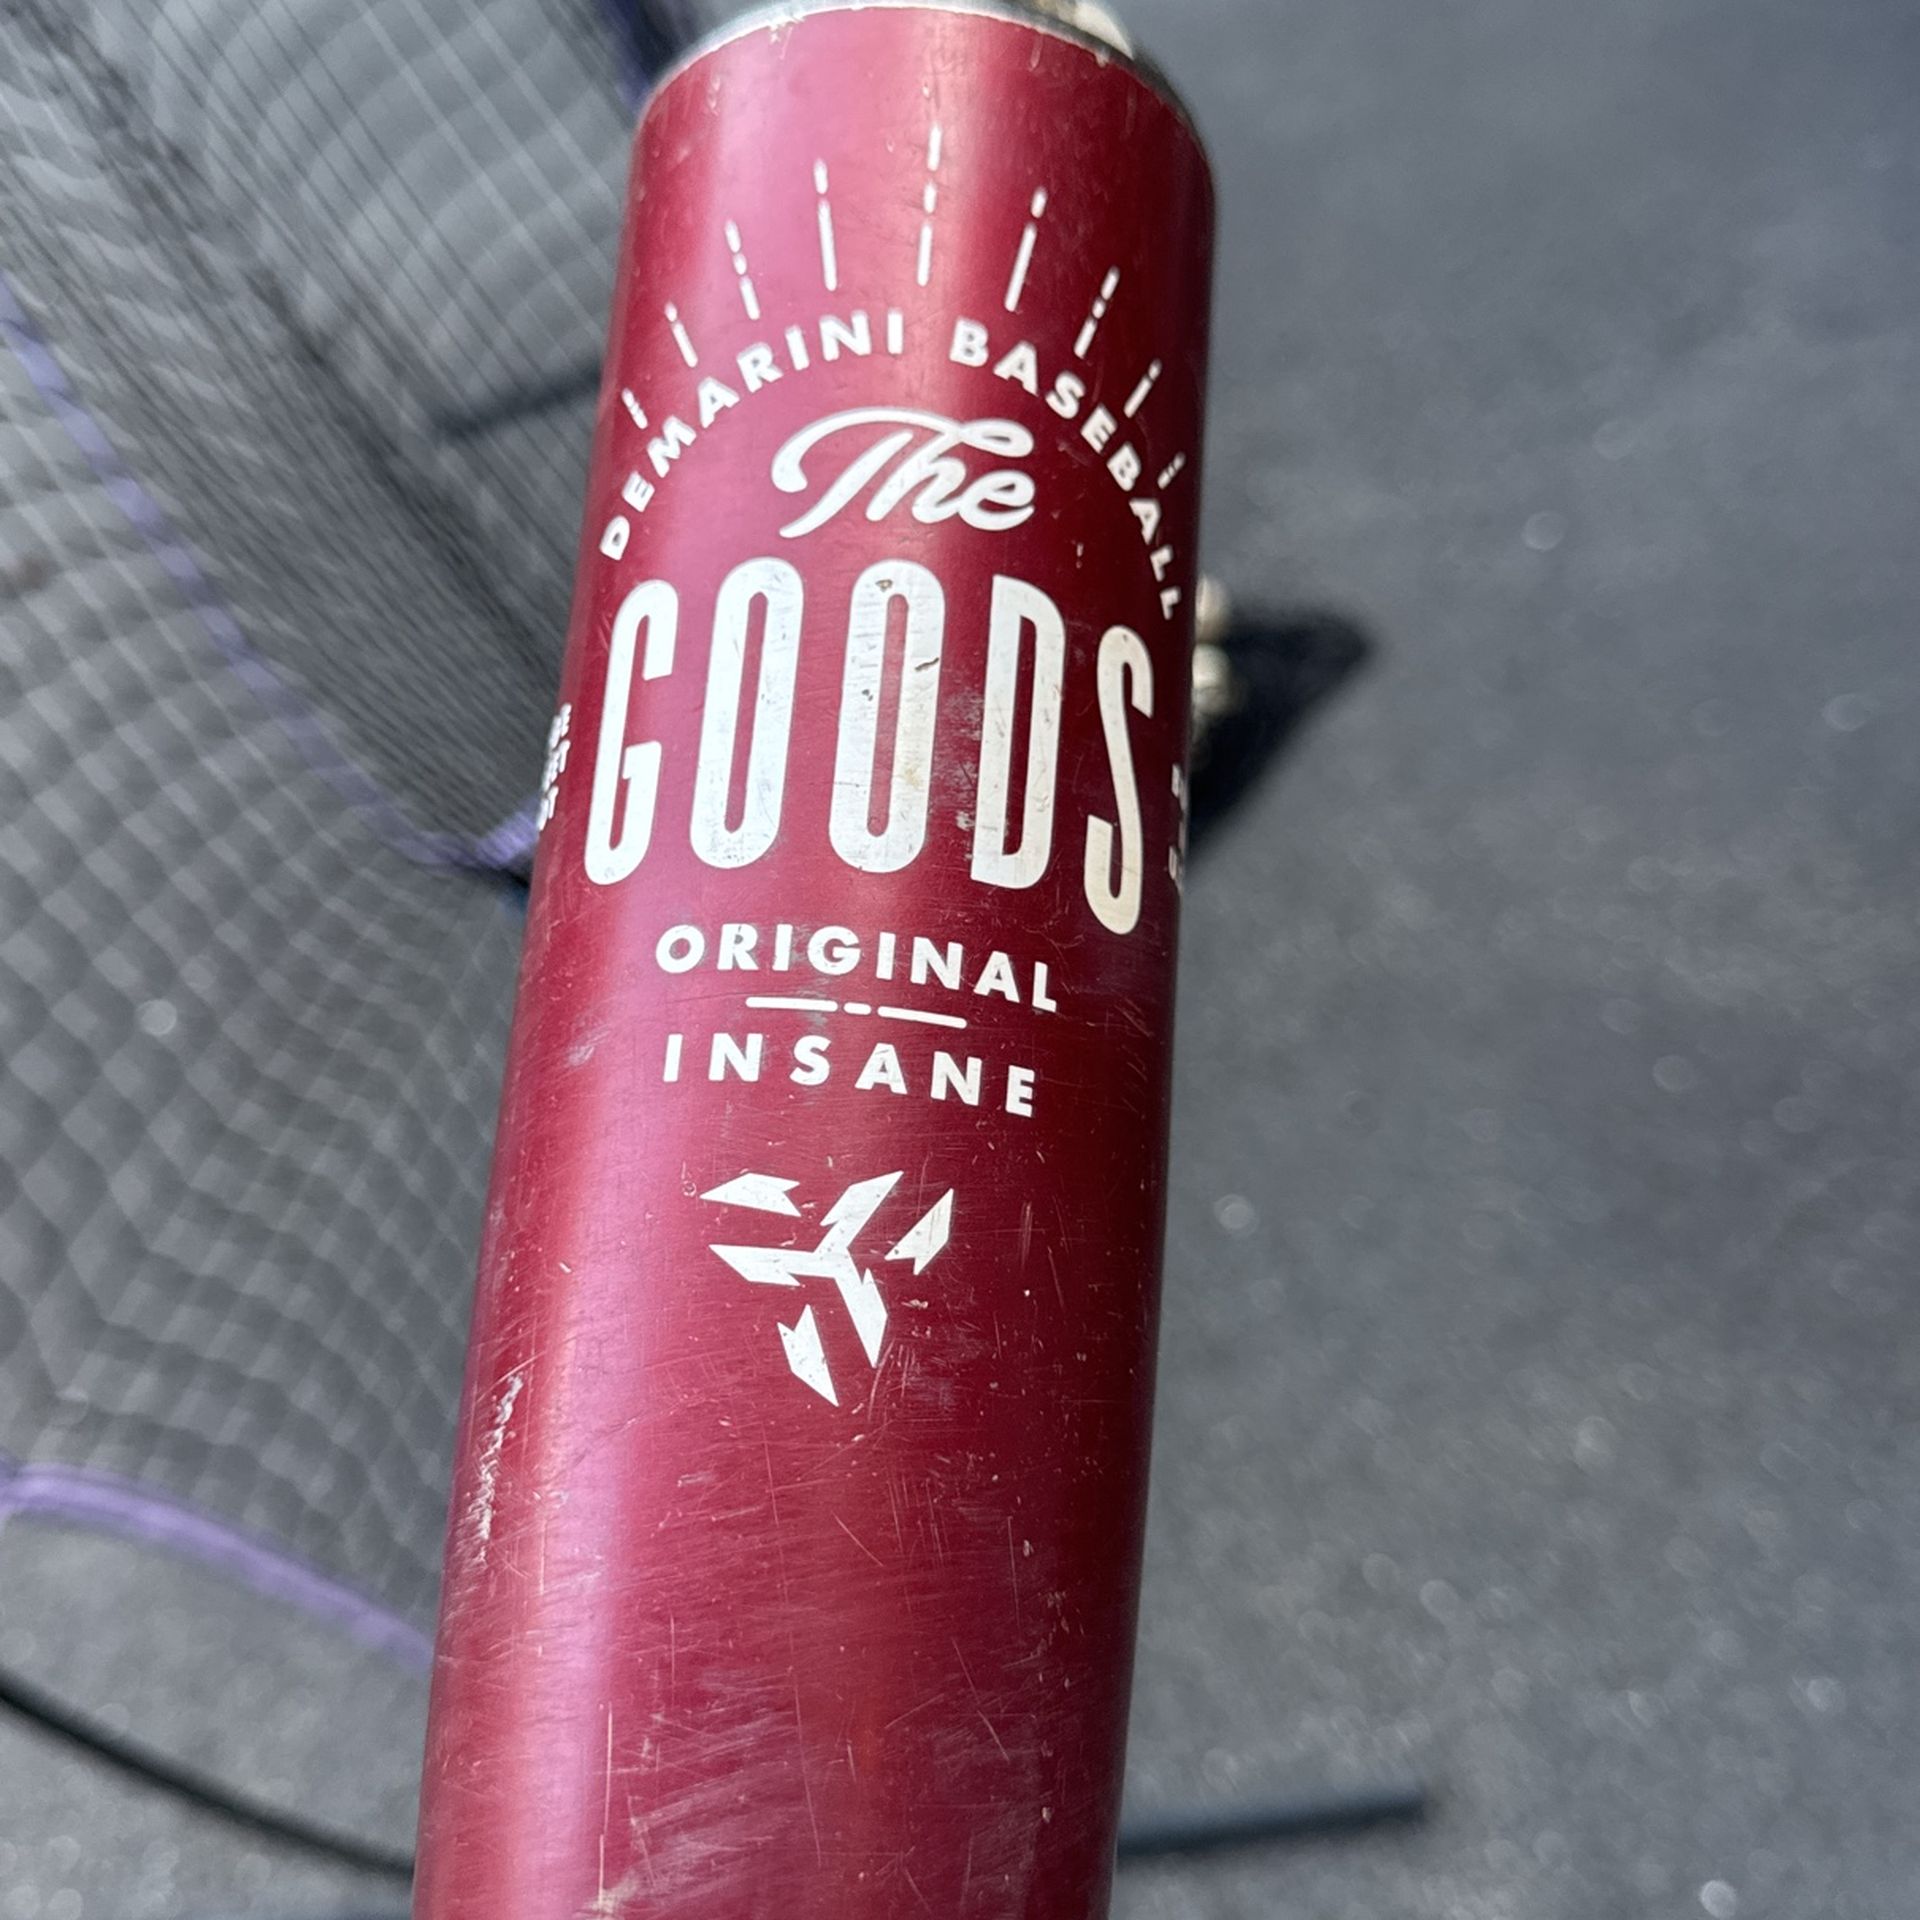 DEMARINI BASEBALL
The
GOODS
ORIGINAL
INSANE